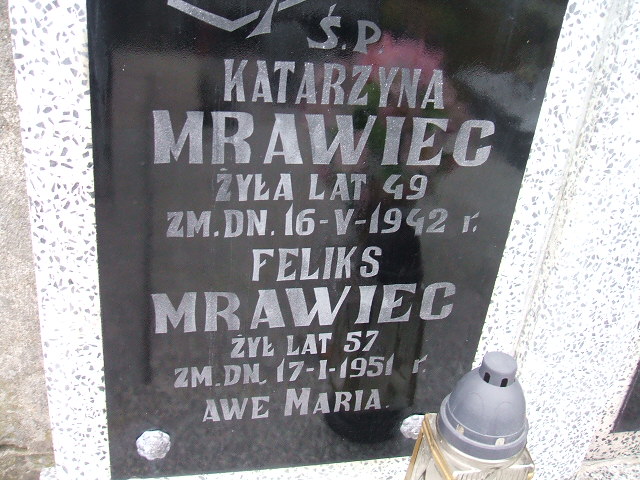 Ś.P.
KATARZYNA
MRAWIEC
ŻYŁA LAT 49
ZM. DN. 16-V-1942 r.
FELIKS
MRAWIEC
ŻYŁ LAT 57
ZM. DN. 17-I-1951 r.
AWE MARIA.